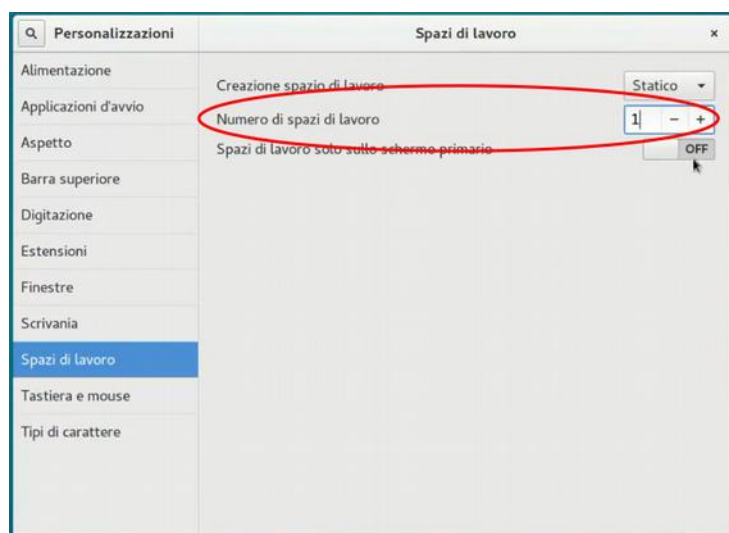 Personalizzazioni
Spazi di lavoro
Alimentazione
Applicazioni d'avvio
Aspetto
Barra superiore
Digitazione
Estensioni
Finestre
Scrivania
Spazi di lavoro
Tastiera e mouse
Tipi di carattere
Creazione spazio di lavoro
Statico
Numero di spazi di lavoro
1 - +
Spazi di lavoro solo sullo schermo primario
OFF